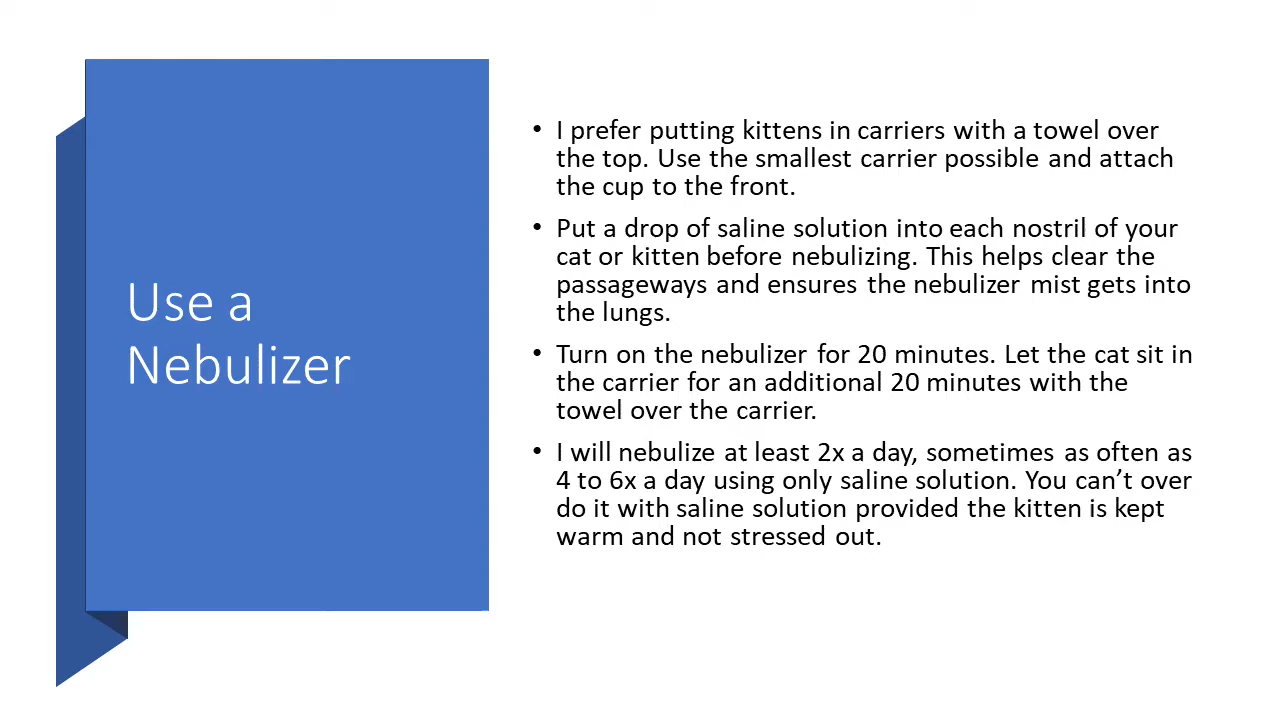 Use a
Nebulizer
• I prefer putting kittens in carriers with a towel over
the top. Use the smallest carrier possible and attach
the cup to the front.
• Put a drop of saline solution into each nostril of your
cat or kitten before nebulizing. This helps clear the
passageways and ensures the nebulizer mist gets into
the lungs.
• Turn on the nebulizer for 20 minutes. Let the cat sit in
the carrier for an additional 20 minutes with the
towel over the carrier.
• I will nebulize at least 2x a day, sometimes as often as
4 to 6x a day using only saline solution. You can’t over
do it with saline solution provided the kitten is kept
warm and not stressed out.